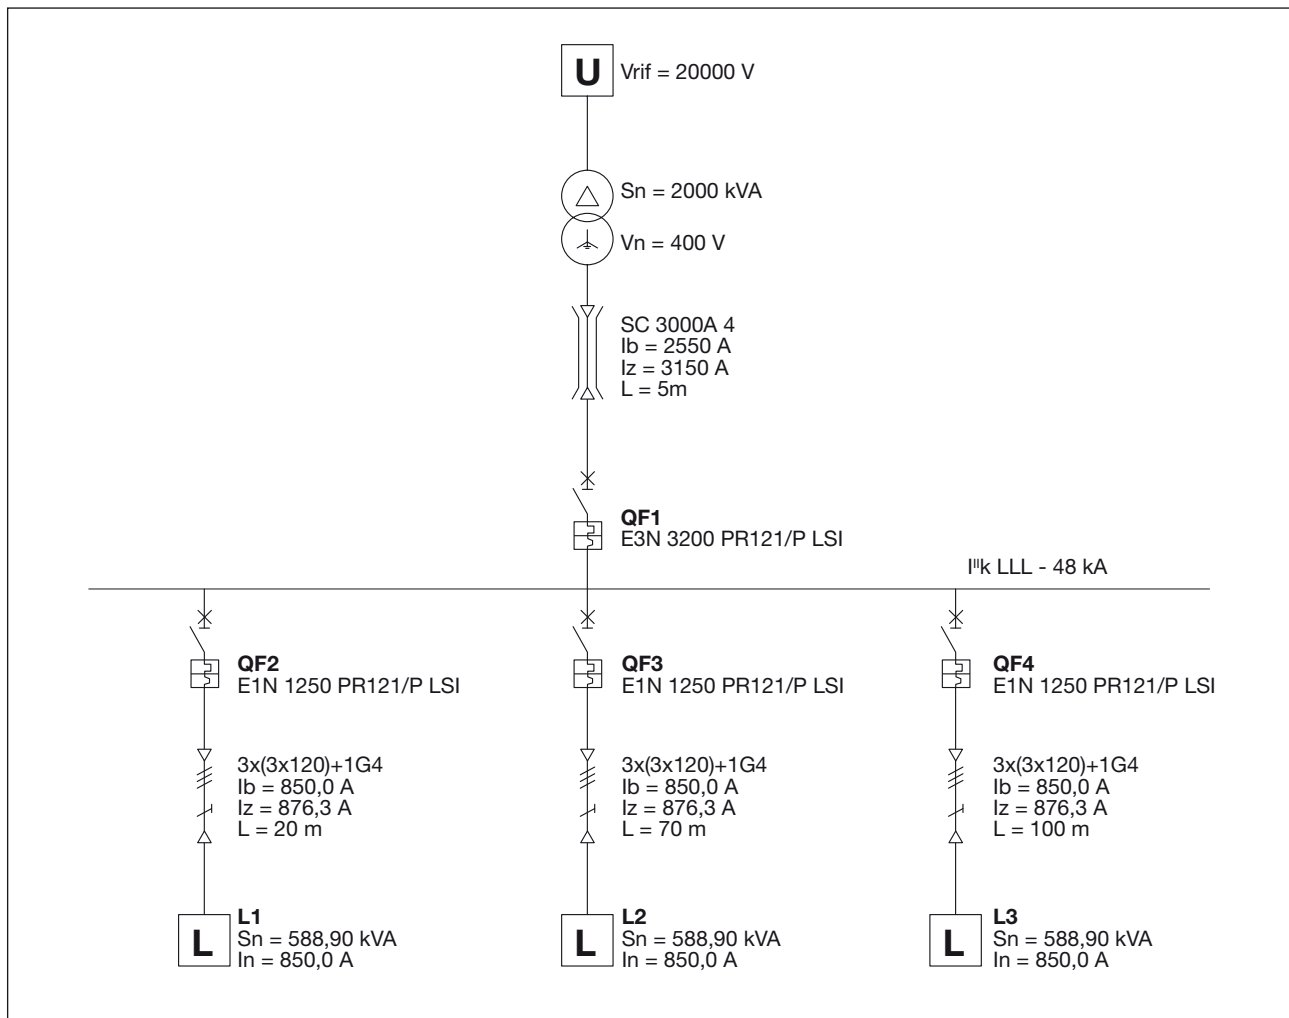 U
Vrif = 20000 V
Sn = 2000 kVA
Vn = 400 V
SC 3000A 4
Ib = 2550 A
Iz = 3150 A
L = 5m
QF1
E3N 3200 PR121/P LSI
I"k LLL - 48 kA
QF2
E1N 1250 PR121/P LSI
3x(3x120)+1G4
Ib = 850,0 A
Iz = 876,3 A
L = 20 m
L
L1
Sn = 588,90 kVA
In = 850,0 A
QF3
E1N 1250 PR121/P LSI
3x(3x120)+1G4
Ib = 850,0 A
Iz = 876,3 A
L = 70 m
L
L2
Sn = 588,90 kVA
In = 850,0 A
QF4
E1N 1250 PR121/P LSI
3x(3x120)+1G4
Ib = 850,0 A
Iz = 876,3 A
L = 100 m
L
L3
Sn = 588,90 kVA
In = 850,0 A